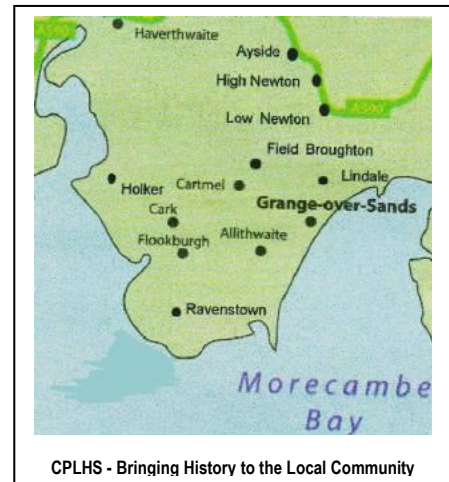 A590
Haverthwaite
Ayside
High Newton
A590
Low Newton
Field Broughton
Lindale
Holker
Cartmel
Grange-over-Sands
Cark
Flookburgh
Allithwaite
Ravenstown
Morecambe
Bay
CPLHS - Bringing History to the Local Community